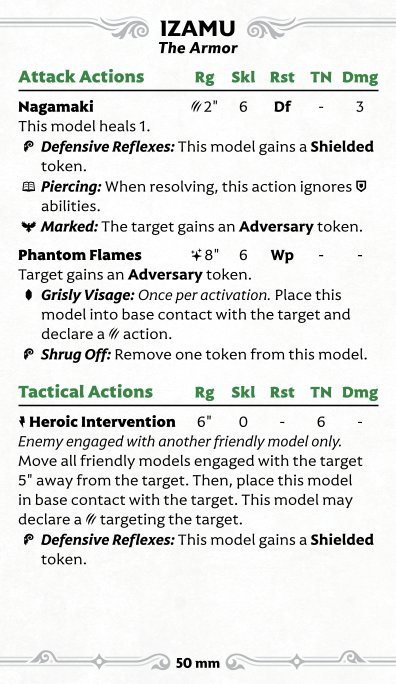 IZAMU
The Armor
Attack Actions Rg Skl Rst TN Dmg
Nagamaki 2" 6 Df - 3
This model heals 1.
Defensive Reflexes: This model gains a Shielded
token.
Piercing: When resolving, this action ignores
abilities.
Marked: The target gains an Adversary token.
Phantom Flames 8" 6 Wp - -
Target gains an Adversary token.
Grisly Visage: Once per activation. Place this
model into base contact with the target and
declare a action.
Shrug Off: Remove one token from this model.
Tactical Actions Rg Skl Rst TN Dmg
Heroic Intervention 6" 0 - 6 -
Enemy engaged with another friendly model only.
Move all friendly models engaged with the target
5" away from the target. Then, place this model
in base contact with the target. This model may
declare a targeting the target.
Defensive Reflexes: This model gains a Shielded
token.
50 mm